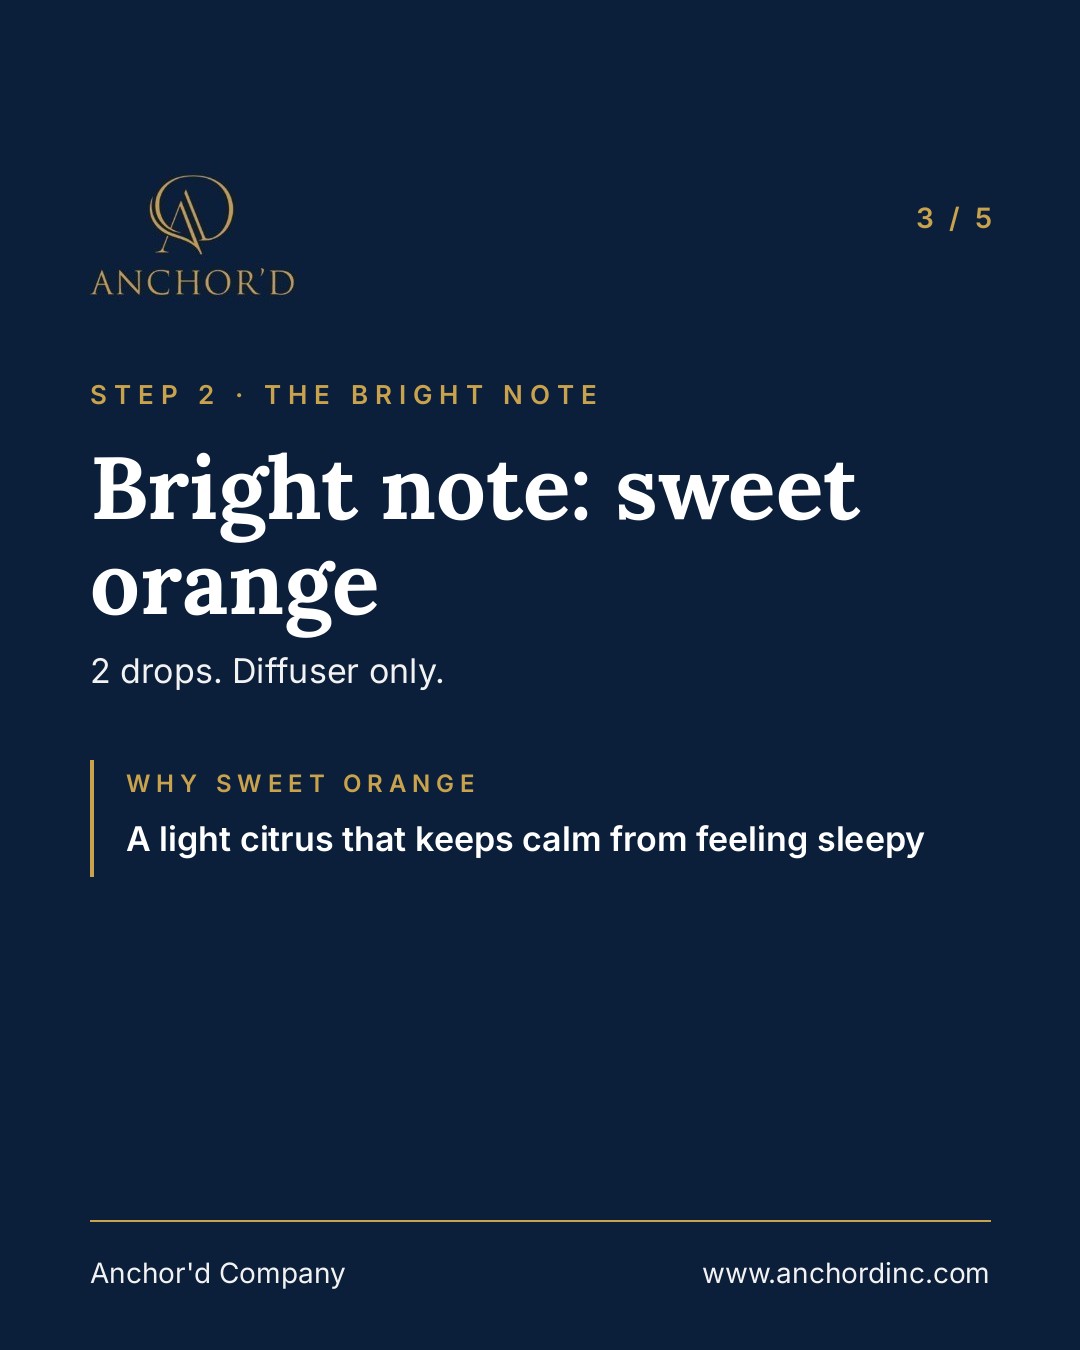 ANCHOR’D
3 / 5
STEP 2 · THE BRIGHT NOTE
Bright note: sweet
orange
2 drops. Diffuser only.
WHY SWEET ORANGE
A light citrus that keeps calm from feeling sleepy
Anchor'd Company
www.anchordinc.com